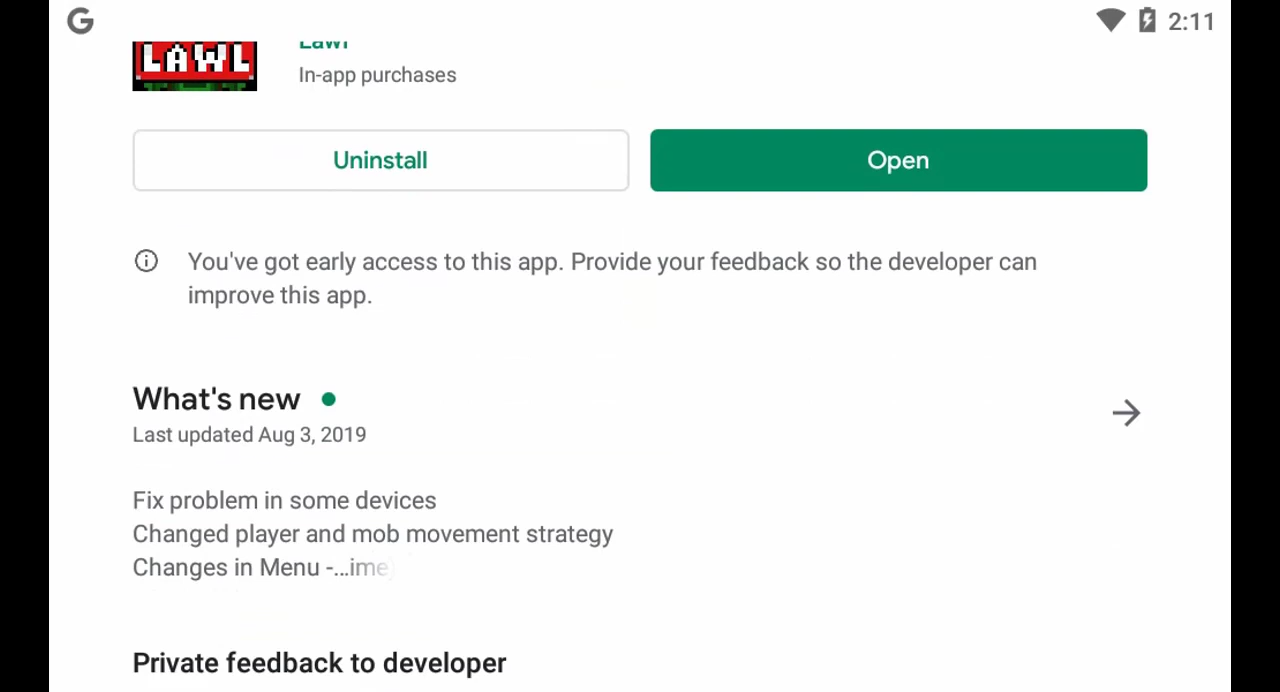 G
2:11
LAWL
Lawl
In-app purchases
Uninstall
Open
You've got early access to this app. Provide your feedback so the developer can
improve this app.
What's new
Last updated Aug 3, 2019
Fix problem in some devices
Changed player and mob movement strategy
Changes in Menu -...ime
Private feedback to developer